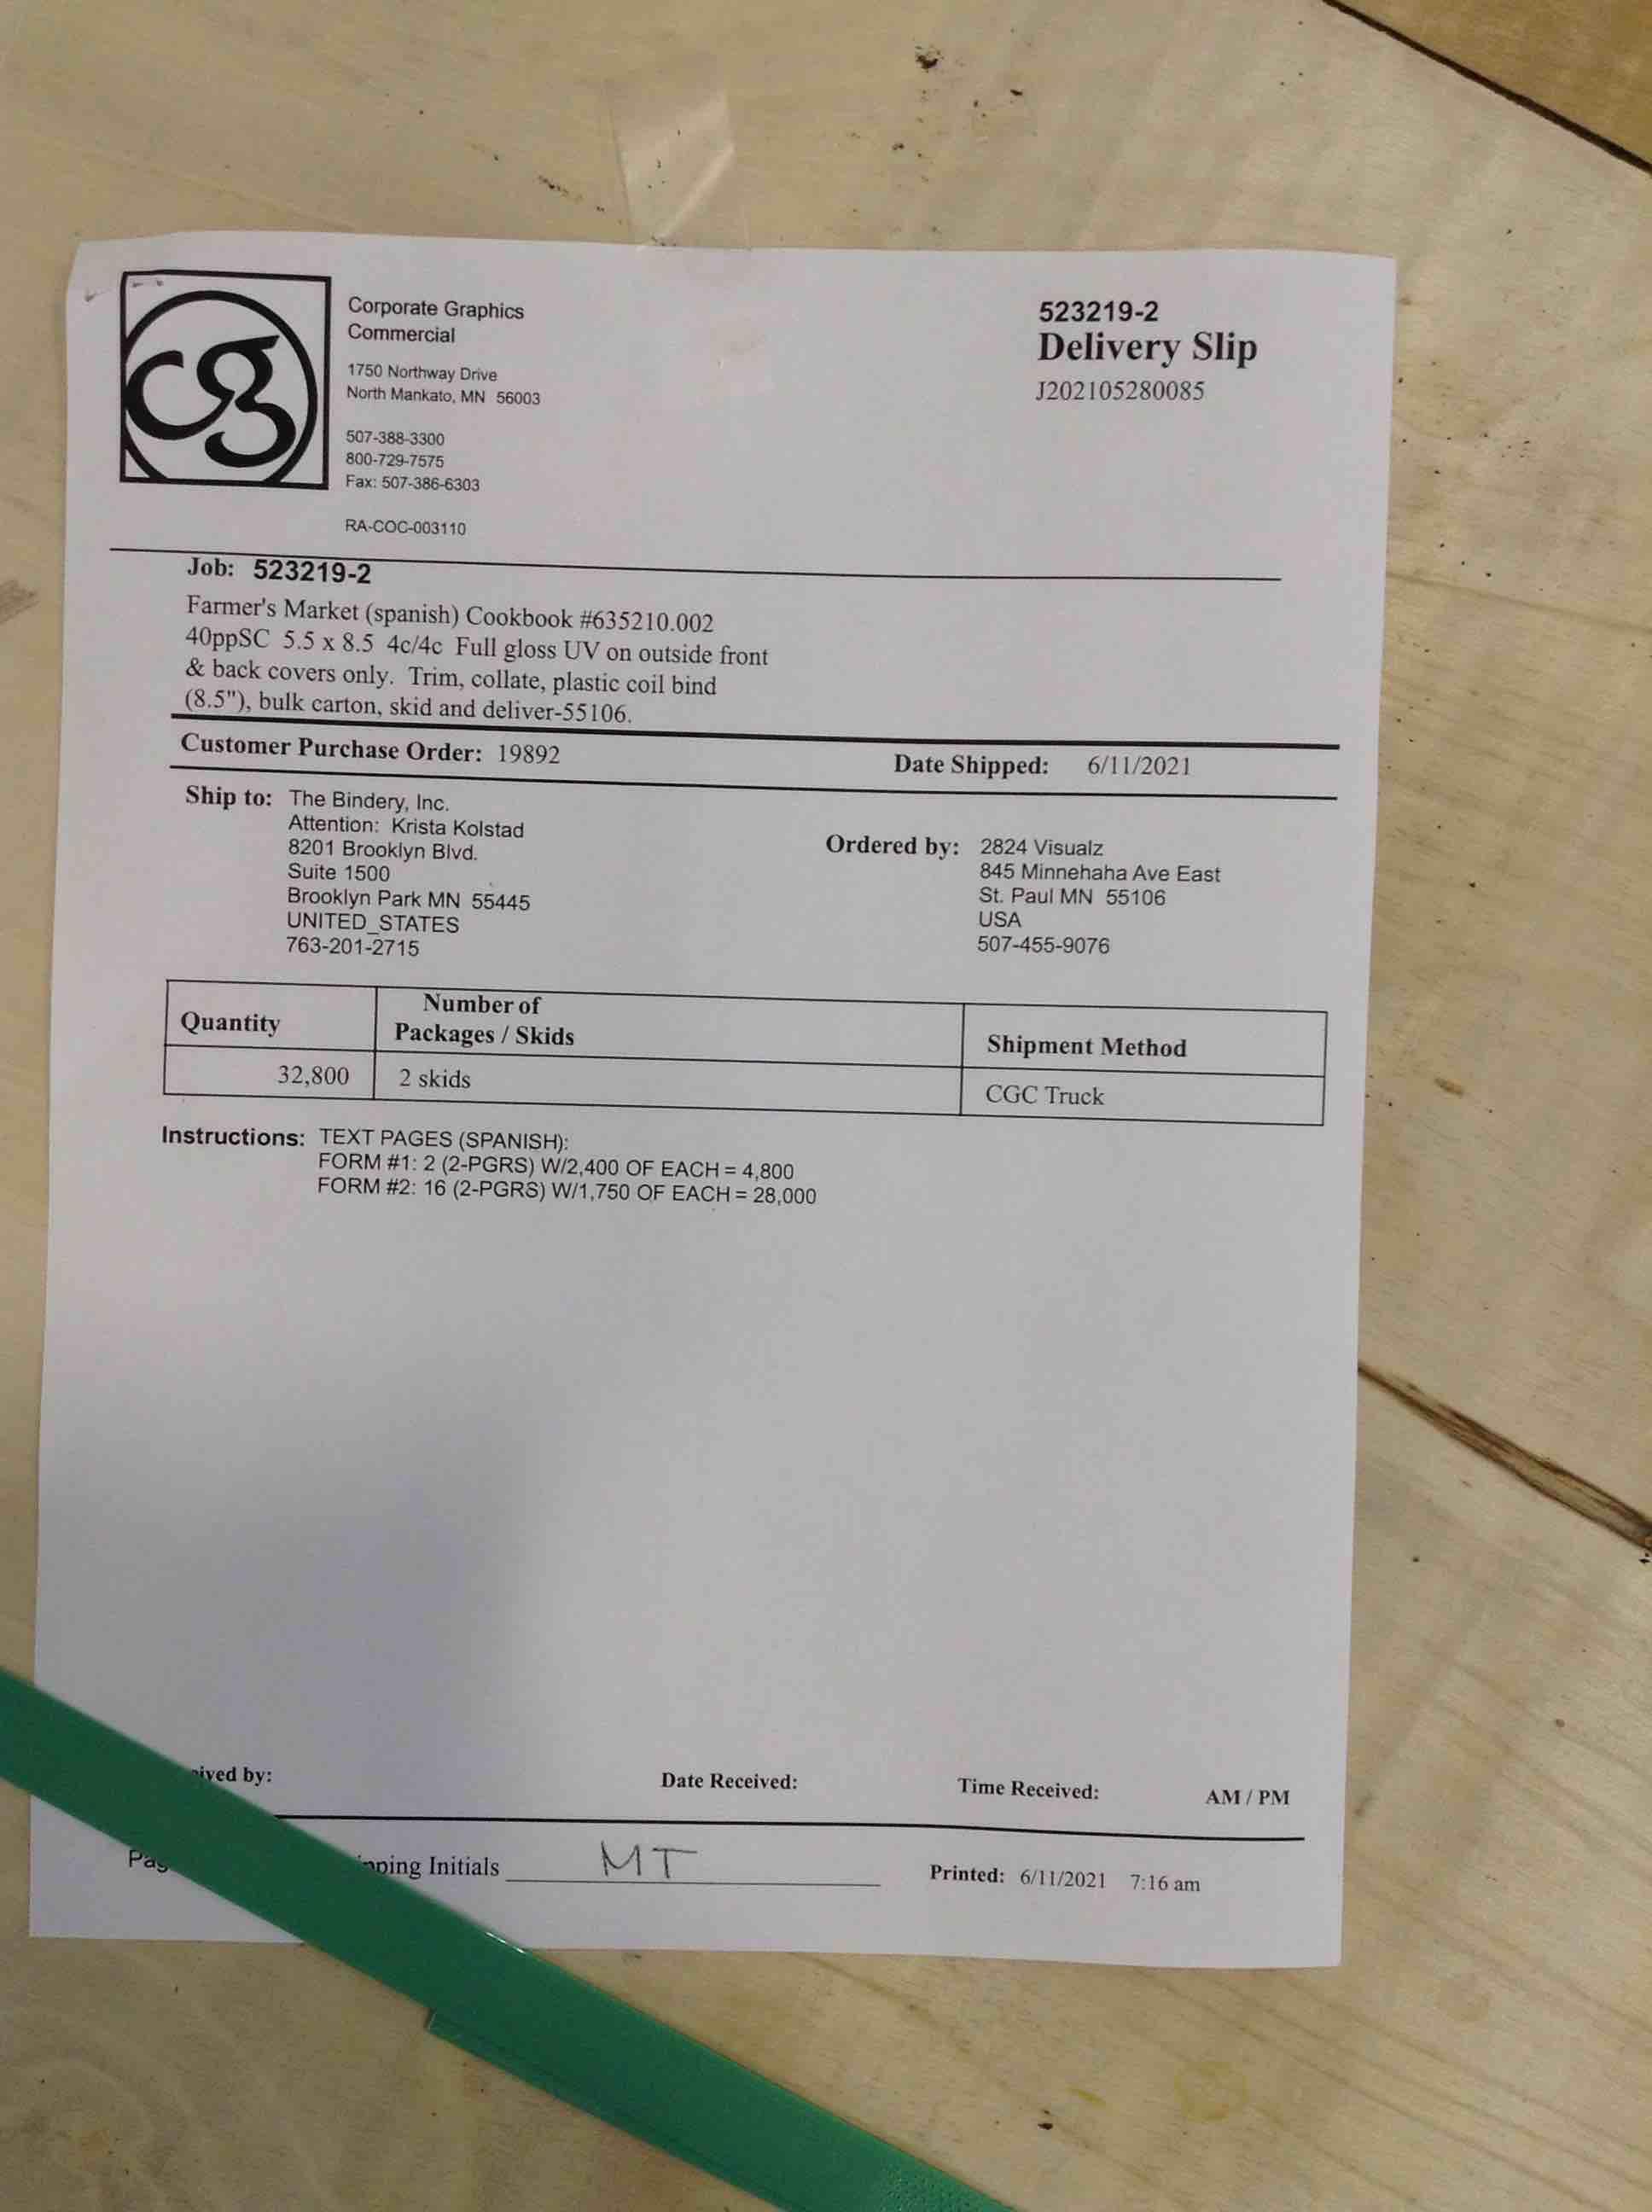 cg
Corporate Graphics
Commercial
1750 Northway Drive
North Mankato, MN 56003
507-388-3300
800-729-7575
Fax: 507-386-6303
RA-COC-003110
523219-2
Delivery Slip
J202105280085
Job: 523219-2
Farmer's Market (spanish) Cookbook #635210.002
40ppSC 5.5 x 8.5 4c/4c Full gloss UV on outside front
& back covers only. Trim, collate, plastic coil bind
(8.5"), bulk carton, skid and deliver-55106.
Customer Purchase Order: 19892 Date Shipped: 6/11/2021
Ship to: The Bindery, Inc.
Attention: Krista Kolstad
8201 Brooklyn Blvd.
Suite 1500
Brooklyn Park MN 55445
UNITED_STATES
763-201-2715
Ordered by: 2824 Visualz
845 Minnehaha Ave East
St. Paul MN 55106
USA
507-455-9076
Quantity Number of Packages / Skids Shipment Method
32,800 2 skids CGC Truck
Instructions: TEXT PAGES (SPANISH):
FORM #1: 2 (2-PGRS) W/2,400 OF EACH = 4,800
FORM #2: 16 (2-PGRS) W/1,750 OF EACH = 28,000
ived by: Date Received: Time Received: AM / PM
Pag pping Initials MT Printed: 6/11/2021 7:16 am